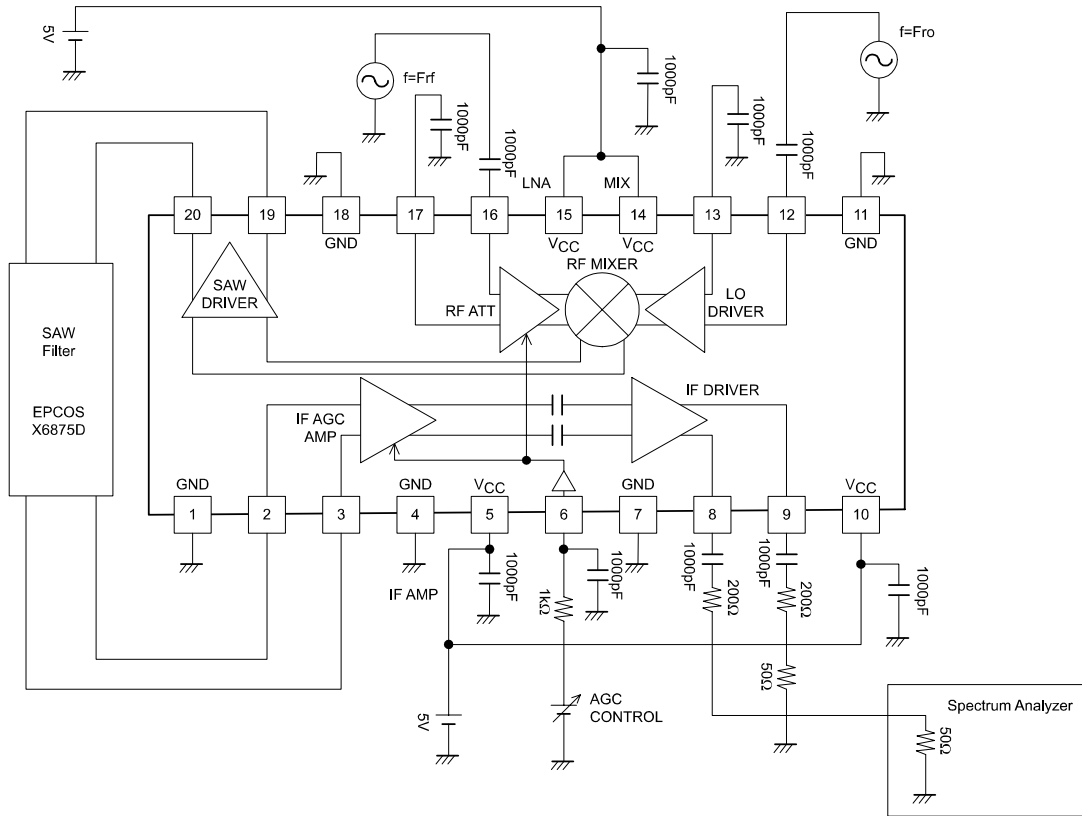 5V
f=Frf
1000pF
1000pF
1000pF
1000pF
1000pF
f=Fro
LNA
MIX
20
19
18
17
16
15
14
13
12
11
GND
VCC
VCC
GND
RF MIXER
SAW
DRIVER
RF ATT
LO
DRIVER
SAW
Filter
EPCOS
X6875D
IF AGC
AMP
IF DRIVER
GND
GND
VCC
GND
VCC
1
2
3
4
5
6
7
8
9
10
IF AMP
1000pF
1kΩ
1000pF
1000pF
200Ω
1000pF
200Ω
1000pF
50Ω
5V
AGC
CONTROL
Spectrum Analyzer
50Ω